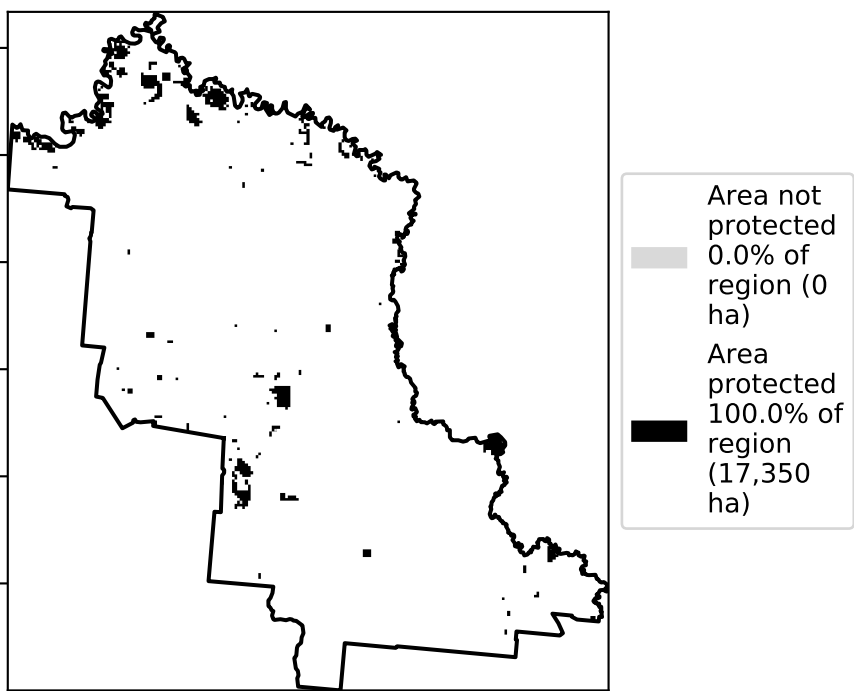 Area not
protected
0.0% of
region (0
ha)
Area
protected
100.0% of
region
(17,350
ha)